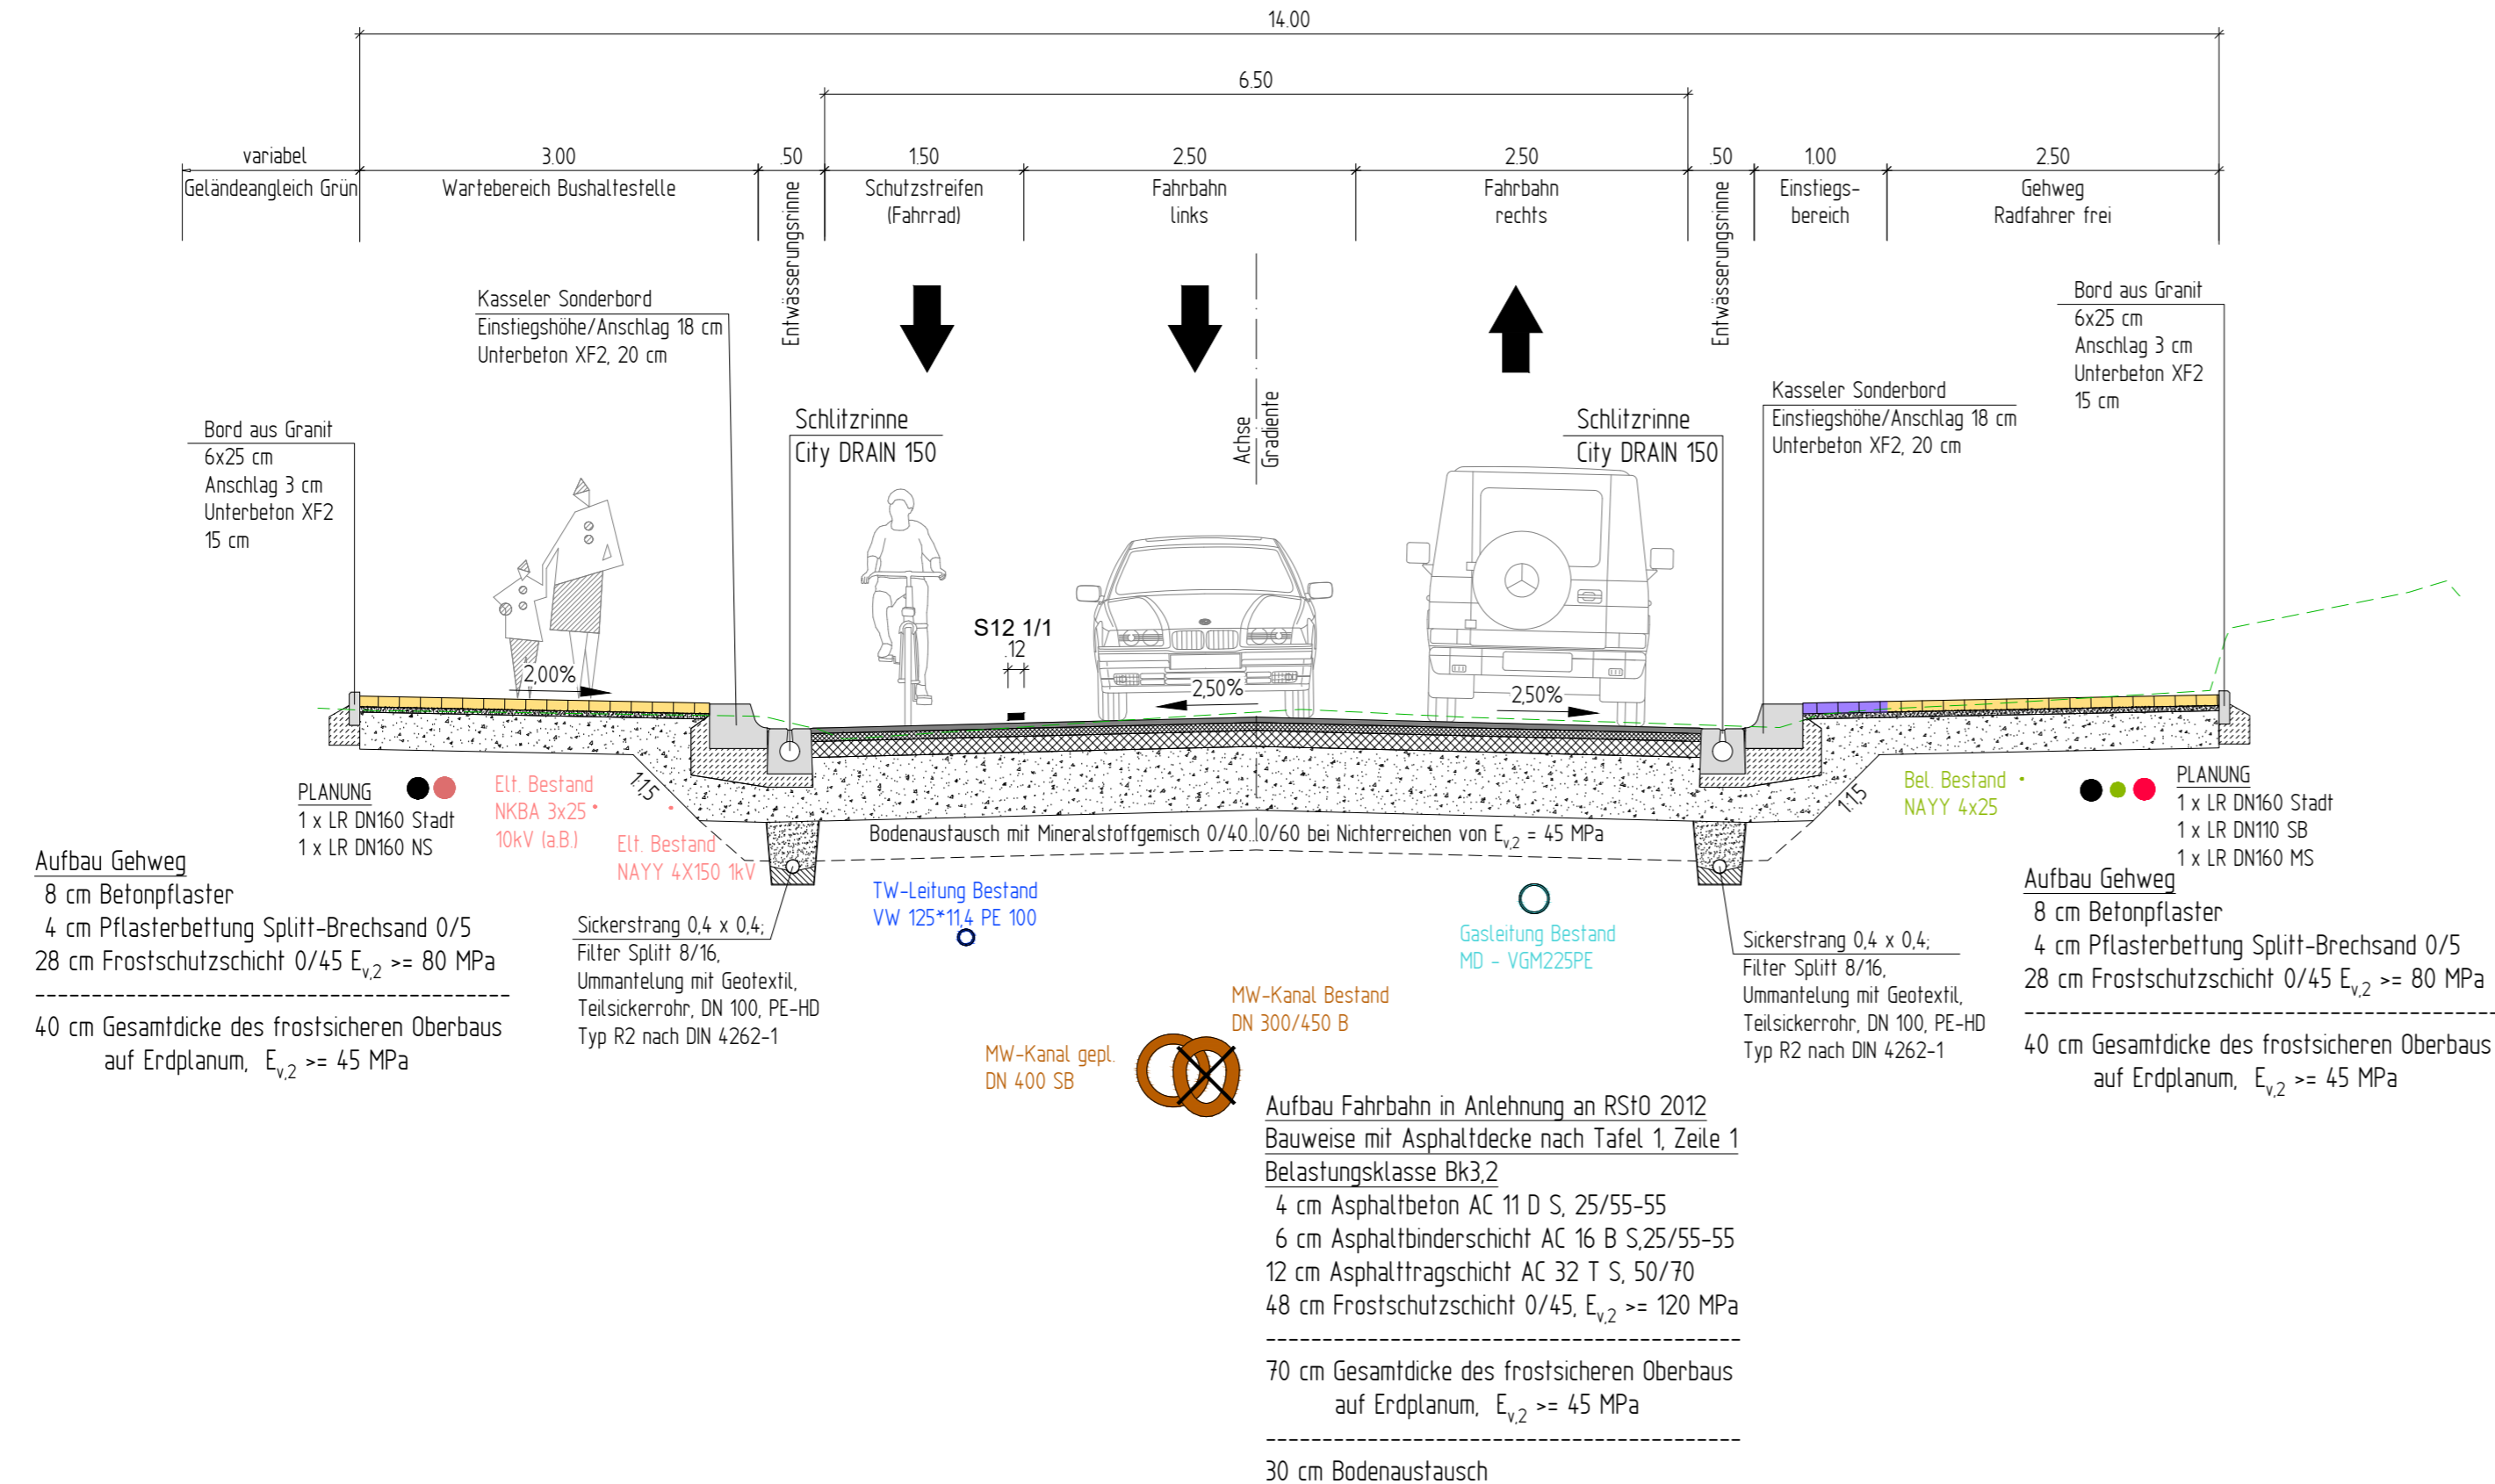 14.00
6.50
variabel
3.00
.50
1.50
2.50
2.50
.50
1.00
2.50
Geländeangleich Grün
Wartebereich Bushaltestelle
Entwässerungsrinne
Schutzstreifen
(Fahrrad)
Fahrbahn
links
Fahrbahn
rechts
Entwässerungsrinne
Einstiegs-
bereich
Gehweg
Radfahrer frei
Kasseler Sonderbord
Einstiegshöhe/Anschlag 18 cm
Unterbeton XF2, 20 cm
Bord aus Granit
6x25 cm
Anschlag 3 cm
Unterbeton XF2
15 cm
Schlitzrinne
City DRAIN 150
Achse
Gradiente
Schlitzrinne
City DRAIN 150
Kasseler Sonderbord
Einstiegshöhe/Anschlag 18 cm
Unterbeton XF2, 20 cm
Bord aus Granit
6x25 cm
Anschlag 3 cm
Unterbeton XF2
15 cm
S12 1/1
.12
2,00%
2,50%
2,50%
1:1,5
1:1,5
PLANUNG
1 x LR DN160 Stadt
1 x LR DN160 NS
Elt. Bestand
NKBA 3x25
10kV (a.B.)
Elt. Bestand
NAYY 4X150 1kV
Bodenaustausch mit Mineralstoffgemisch 0/40...0/60 bei Nichterreichen von Ev,2 = 45 MPa
Bel. Bestand
NAYY 4x25
PLANUNG
1 x LR DN160 Stadt
1 x LR DN110 SB
1 x LR DN160 MS
Aufbau Gehweg
8 cm Betonpflaster
4 cm Pflasterbettung Splitt-Brechsand 0/5
28 cm Frostschutzschicht 0/45 Ev,2 >= 80 MPa
40 cm Gesamtdicke des frostsicheren Oberbaus
auf Erdplanum, Ev,2 >= 45 MPa
Sickerstrang 0,4 x 0,4;
Filter Splitt 8/16,
Ummantelung mit Geotextil,
Teilsickerrohr, DN 100, PE-HD
Typ R2 nach DIN 4262-1
TW-Leitung Bestand
VW 125*11,4 PE 100
Gasleitung Bestand
MD - VGM225PE
MW-Kanal Bestand
DN 300/450 B
MW-Kanal gepl.
DN 400 SB
Sickerstrang 0,4 x 0,4;
Filter Splitt 8/16,
Ummantelung mit Geotextil,
Teilsickerrohr, DN 100, PE-HD
Typ R2 nach DIN 4262-1
Aufbau Gehweg
8 cm Betonpflaster
4 cm Pflasterbettung Splitt-Brechsand 0/5
28 cm Frostschutzschicht 0/45 Ev,2 >= 80 MPa
40 cm Gesamtdicke des frostsicheren Oberbaus
auf Erdplanum, Ev,2 >= 45 MPa
Aufbau Fahrbahn in Anlehnung an RStO 2012
Bauweise mit Asphaltdecke nach Tafel 1, Zeile 1
Belastungsklasse Bk3,2
4 cm Asphaltbeton AC 11 D S, 25/55-55
6 cm Asphaltbinderschicht AC 16 B S,25/55-55
12 cm Asphalttragschicht AC 32 T S, 50/70
48 cm Frostschutzschicht 0/45, Ev,2 >= 120 MPa
70 cm Gesamtdicke des frostsicheren Oberbaus
auf Erdplanum, Ev,2 >= 45 MPa
30 cm Bodenaustausch